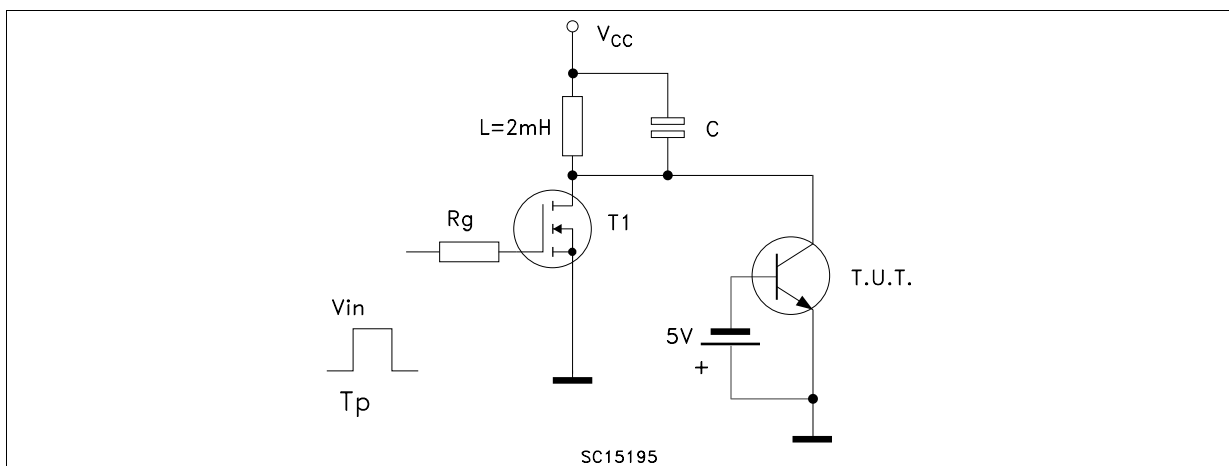 VCC
L=2mH
C
Rg
T1
T.U.T.
Vin
5V
+
Tp
SC15195